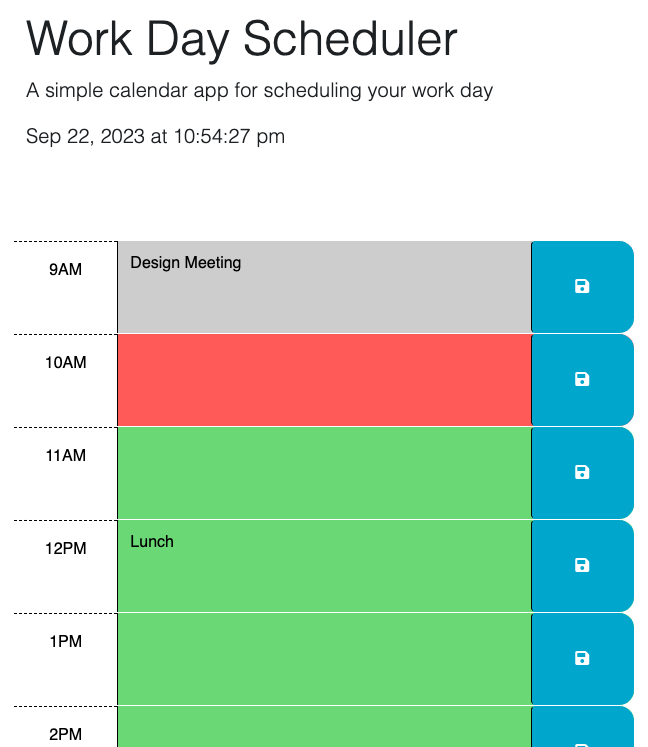 Work Day Scheduler
A simple calendar app for scheduling your work day
Sep 22, 2023 at 10:54:27 pm
9AM
Design Meeting
10AM
11AM
12PM
Lunch
1PM
2PM